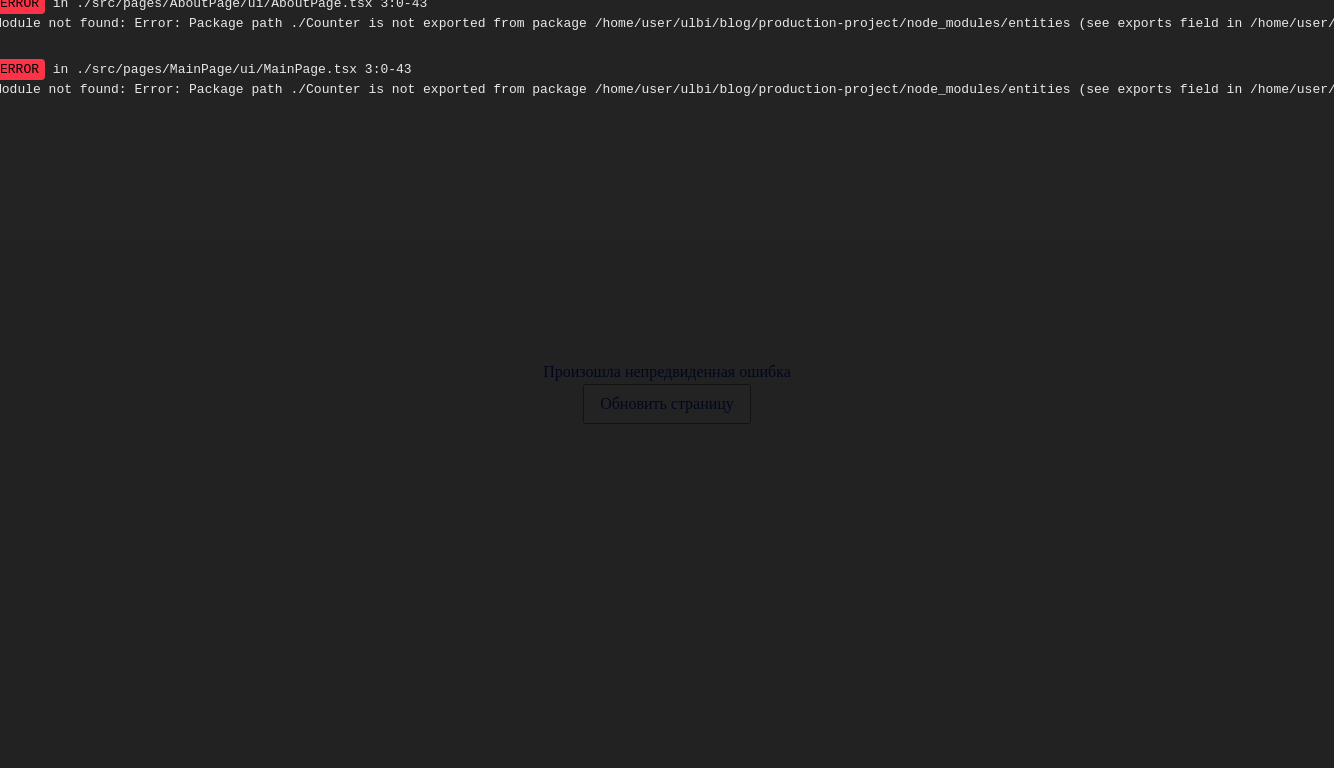 ERROR in ./src/pages/AboutPage/ui/AboutPage.tsx 3:0-43
Module not found: Error: Package path ./Counter is not exported from package /home/user/ulbi/blog/production-project/node_modules/entities (see exports field in /home/user/
ERROR in ./src/pages/MainPage/ui/MainPage.tsx 3:0-43
Module not found: Error: Package path ./Counter is not exported from package /home/user/ulbi/blog/production-project/node_modules/entities (see exports field in /home/user/
Произошла непредвиденная ошибка
Обновить страницу